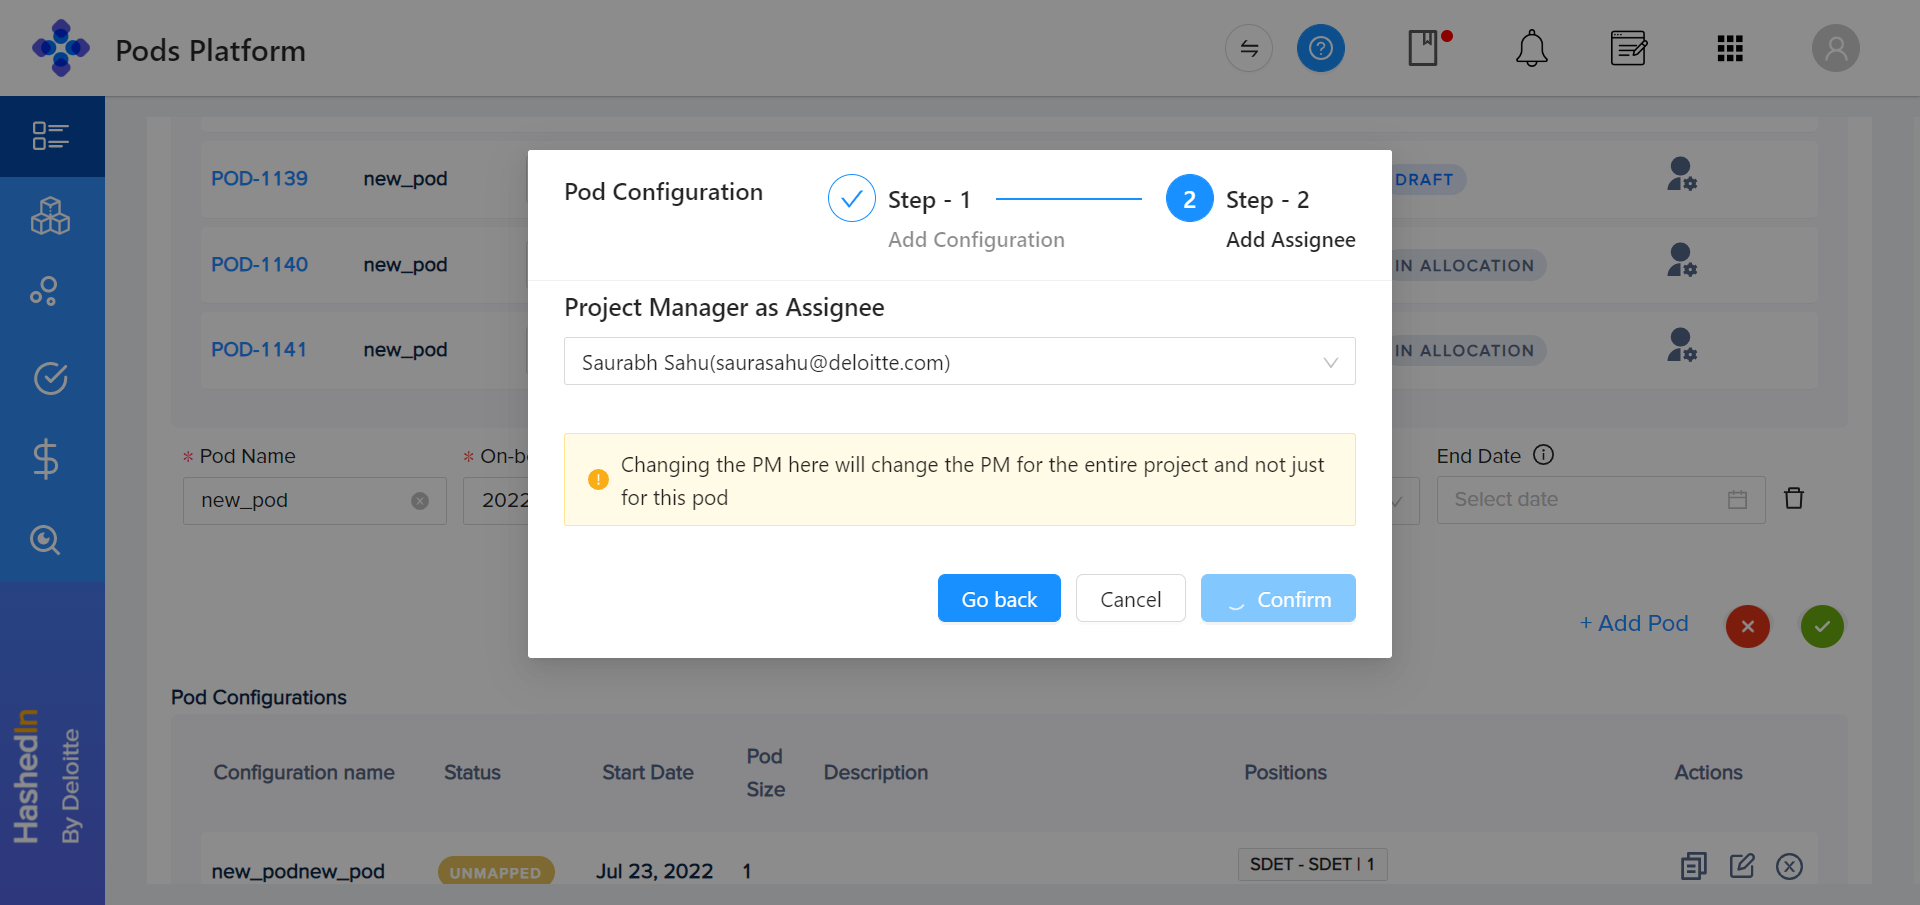 Pods Platform
POD-1139 new_pod DRAFT
POD-1140 new_pod IN ALLOCATION
POD-1141 new_pod IN ALLOCATION
Pod Configuration
Step - 1
Add Configuration
2 Step - 2
Add Assignee
Project Manager as Assignee
Saurabh Sahu(saurasahu@deloitte.com)
Changing the PM here will change the PM for the entire project and not just
for this pod
Go back Cancel Confirm
* Pod Name * On-b End Date
new_pod 2022 Select date
+ Add Pod
Pod Configurations
Configuration name Status Start Date Pod Size Description Positions Actions
new_podnew_pod UNMAPPED Jul 23, 2022 1 SDET - SDET | 1
HashedIn
By Deloitte